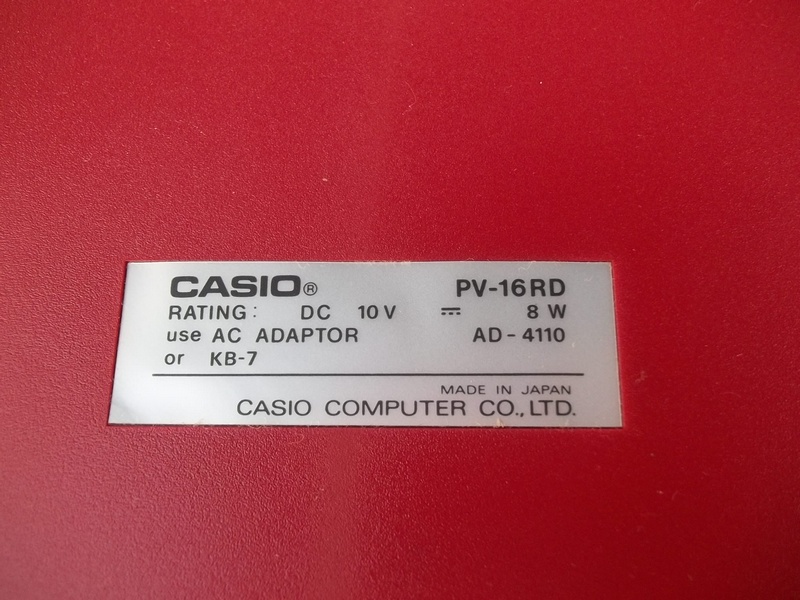 CASIO® PV-16RD
RATING: DC 10V ⎓ 8W
use AC ADAPTOR AD-4110
or KB-7
MADE IN JAPAN
CASIO COMPUTER CO.,LTD.